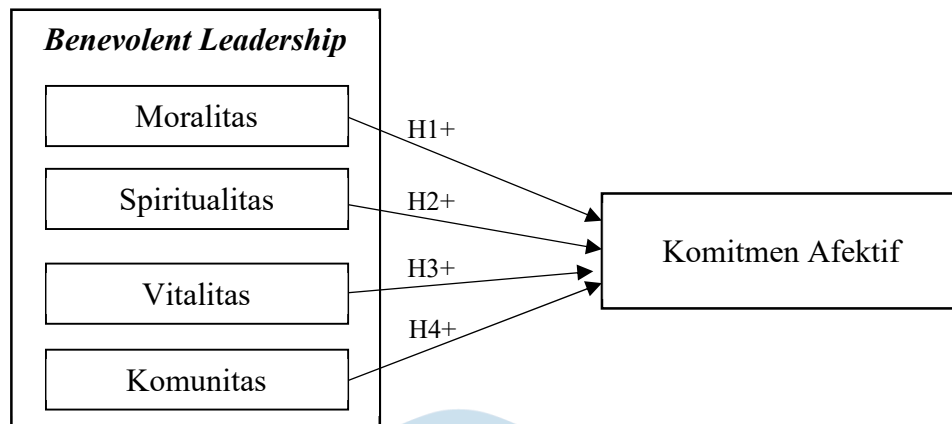 Benevolent Leadership
Moralitas
H1+
Spiritualitas
H2+
Komitmen Afektif
H3+
Vitalitas
H4+
Komunitas